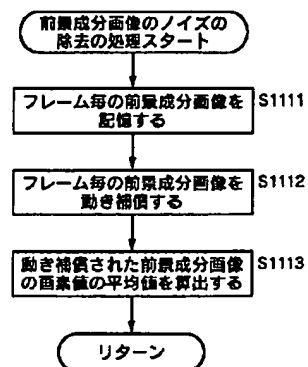 前景成分画像のノイズの
除去の処理スタート
フレーム毎の前景成分画像を
記憶する
S1111
フレーム毎の前景成分画像を
動き補償する
S1112
動き補償された前景成分画像
の画素値の平均値を算出する
S1113
リターン